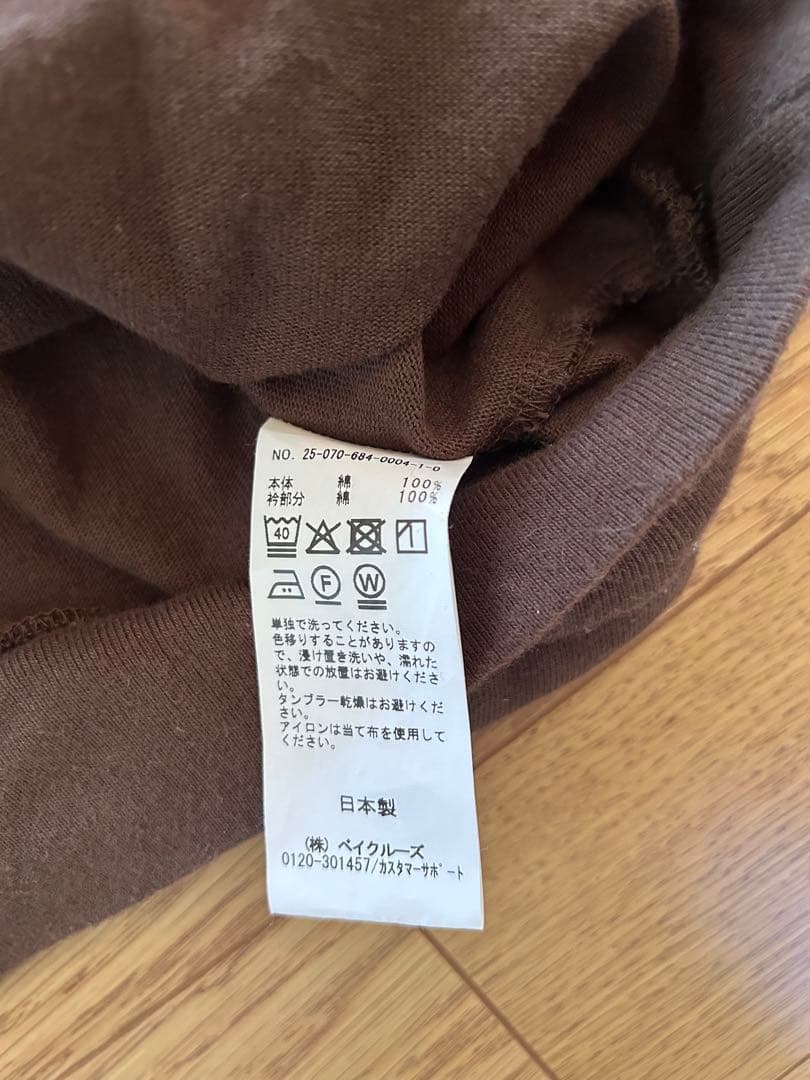 NO. 25-070-684-0004-1-0
本体 綿 100%
衿部分 綿 100%
40
F W
単独で洗ってください。
色移りすることがありますの
で、浸け置き洗いや、濡れた
状態での放置はお避けくださ
い。
タンブラー乾燥はお避けくだ
さい。
アイロンは当て布を使用して
ください。
日本製
(株) ベイクルーズ
0120-301457/カスタマーサポート